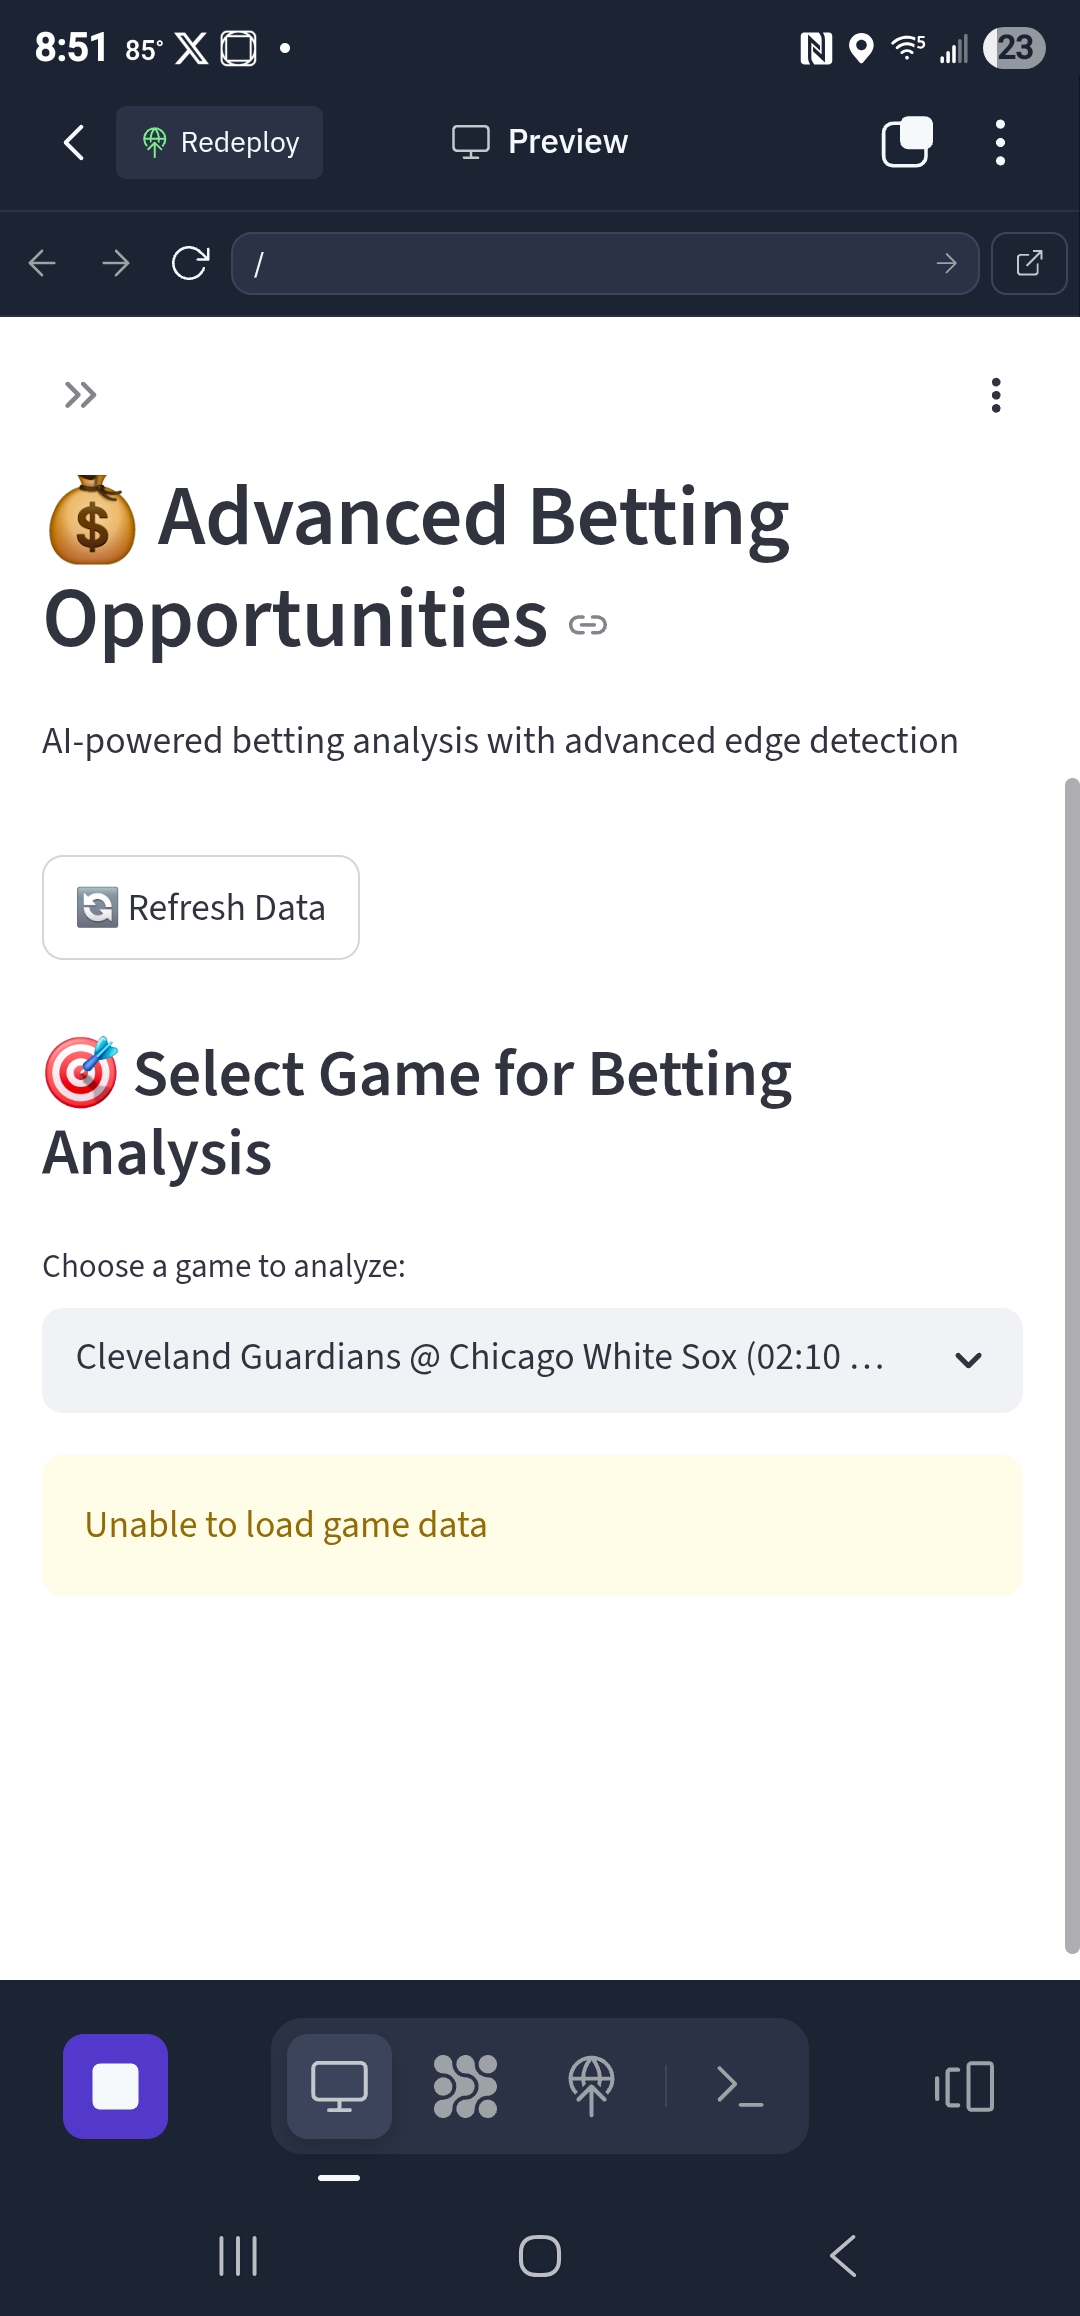 8:51 85° 5 23
Redeploy Preview
/
Advanced Betting
Opportunities
AI-powered betting analysis with advanced edge detection
Refresh Data
Select Game for Betting
Analysis
Choose a game to analyze:
Cleveland Guardians @ Chicago White Sox (02:10 ...
Unable to load game data